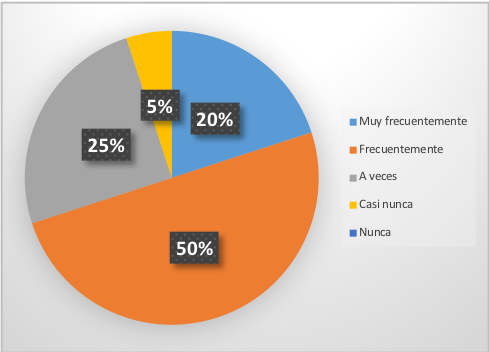 5%
20%
25%
50%
Muy frecuentemente
Frecuentemente
A veces
Casi nunca
Nunca